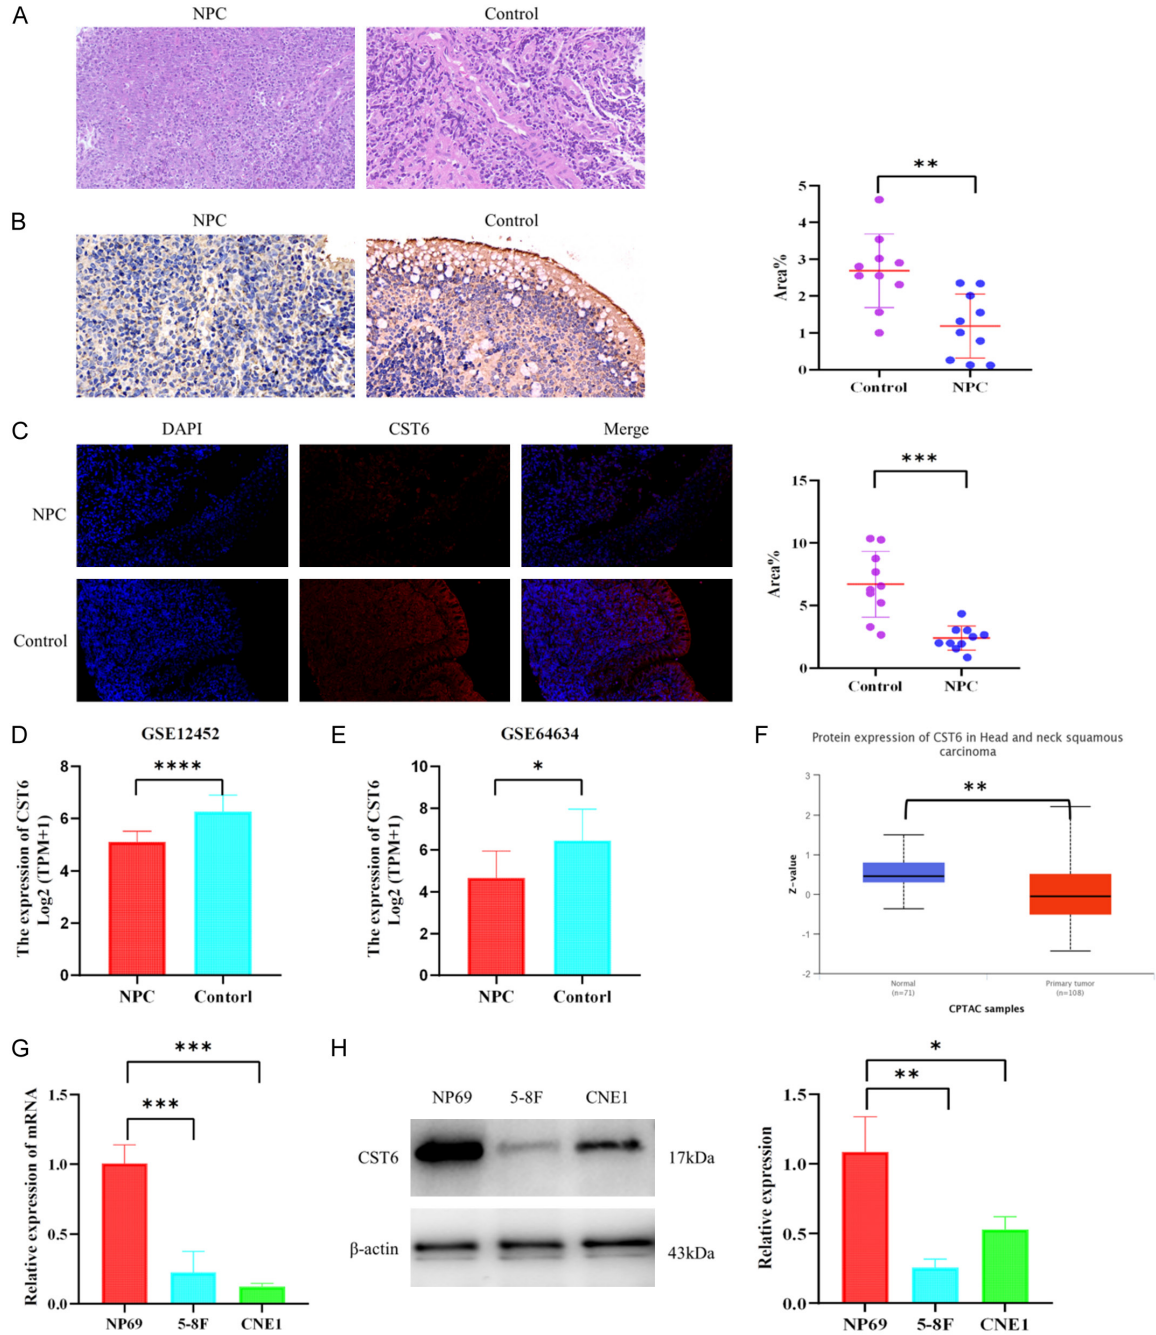 A
NPC
Control
B
NPC
Control
**
5
4
3
2
1
0
Area%
Control
NPC
C
DAPI
CST6
Merge
NPC
Control
***
15
10
5
0
Area%
Control
NPC
D
GSE12452
****
The expression of CST6
Log2 (TPM+1)
8
6
4
2
0
NPC
Contorl
E
GSE64634
*
The expression of CST6
Log2 (TPM+1)
10
8
6
4
2
0
NPC
Contorl
F
Protein expression of CST6 in Head and neck squamous
carcinoma
**
Z-value
3
2
1
0
-1
-2
Normal
(n=71)
Primary tumor
(n=108)
CPTAC samples
G
***
***
Relative expression of mRNA
1.5
1.0
0.5
0.0
NP69
5-8F
CNE1
H
NP69
5-8F
CNE1
CST6
17kDa
β-actin
43kDa
*
**
Relative expression
1.5
1.0
0.5
0.0
NP69
5-8F
CNE1